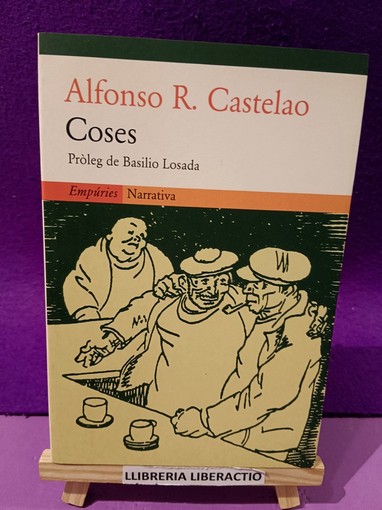 Alfonso R. Castelao
Coses
Pròleg de Basilio Losada
Empúries Narrativa
LLIBRERIA LIBERACTIO